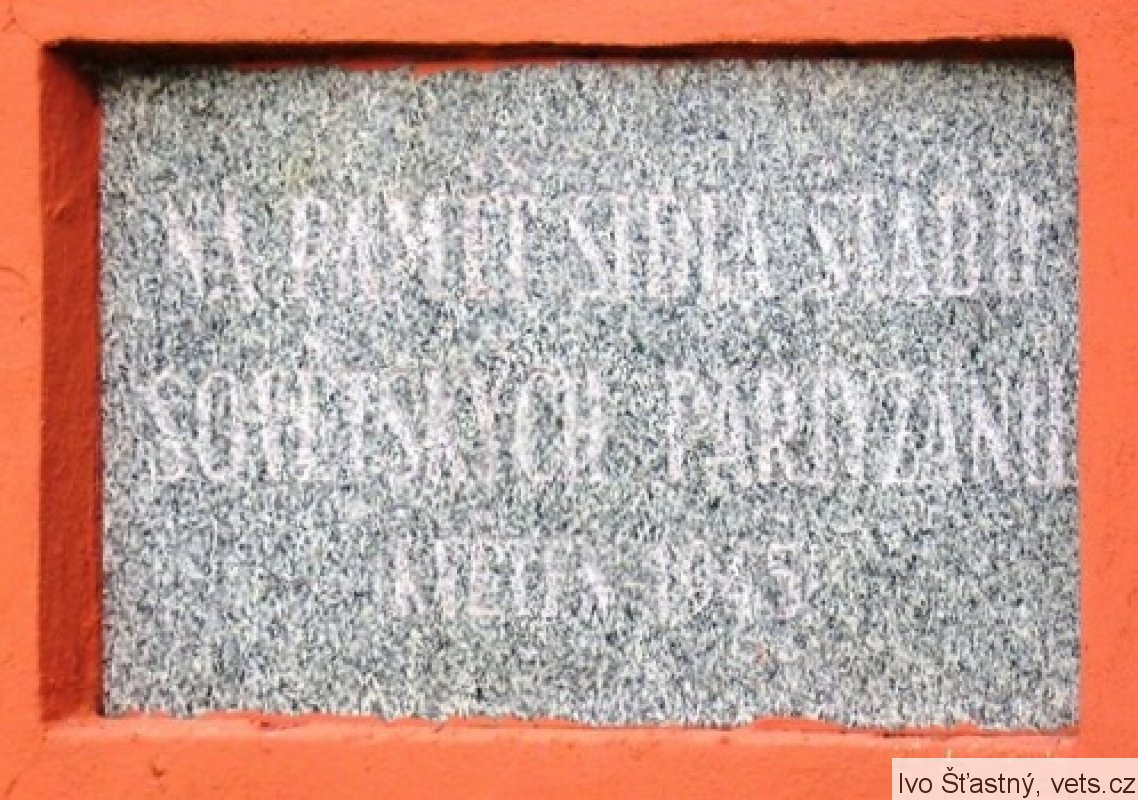 NA PAMĚŤ SÍDLA ŠTÁBU
SOVĚTSKÝCH PARTYZÁNŮ
KVĚTEN 1945
Ivo Šťastný, vets.cz